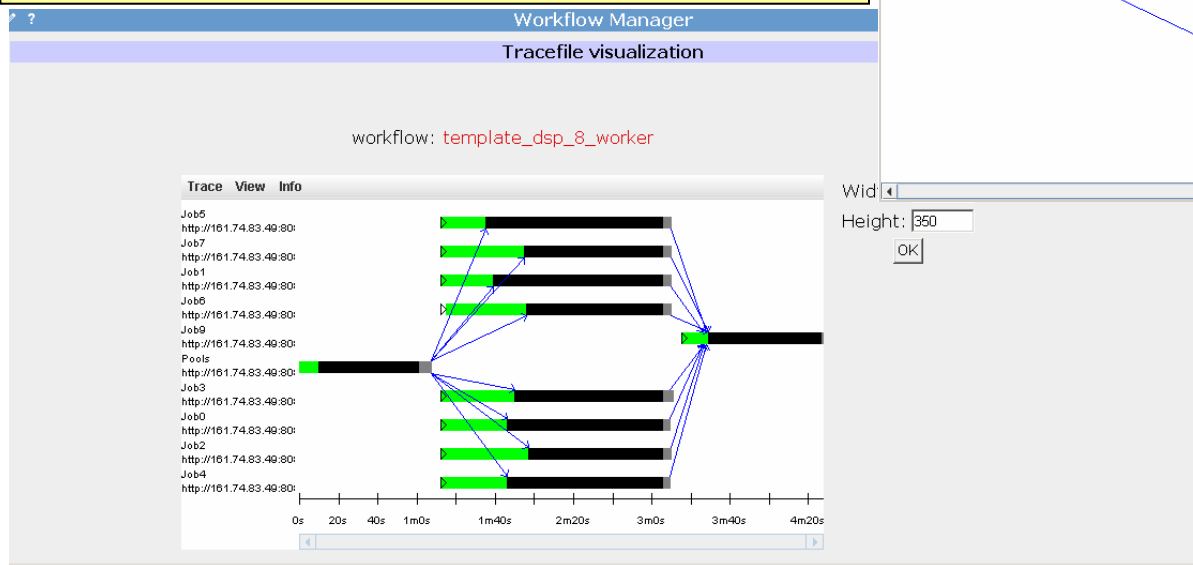 ?
Workflow Manager
Tracefile visualization
workflow: template_dsp_8_worker
Trace View Info
Job5
http://161.74.83.49:80
Job7
http://161.74.83.49:80
Job1
http://161.74.83.49:80
Job6
http://161.74.83.49:80
Job9
http://161.74.83.49:80
Pools
http://161.74.83.49:80
Job3
http://161.74.83.49:80
Job0
http://161.74.83.49:80
Job2
http://161.74.83.49:80
Job4
http://161.74.83.49:80
0s 20s 40s 1m0s 1m40s 2m20s 3m0s 3m40s 4m20s
Wid
Height: 350
OK